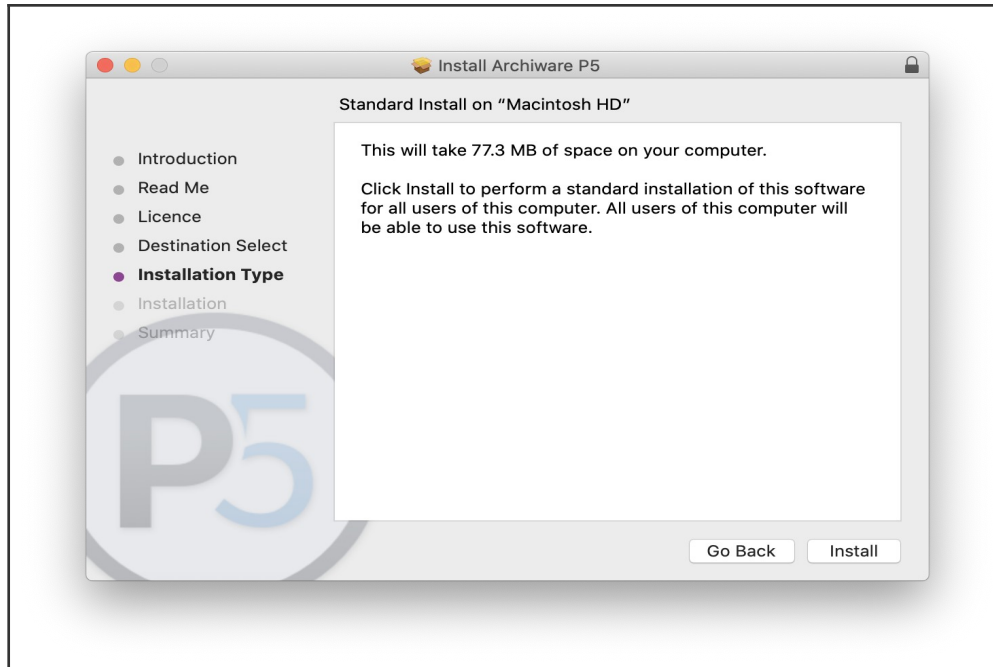 Install Archiware P5
Standard Install on “Macintosh HD”
Introduction
Read Me
Licence
Destination Select
Installation Type
Installation
Summary
This will take 77.3 MB of space on your computer.
Click Install to perform a standard installation of this software
for all users of this computer. All users of this computer will
be able to use this software.
P5
Go Back
Install